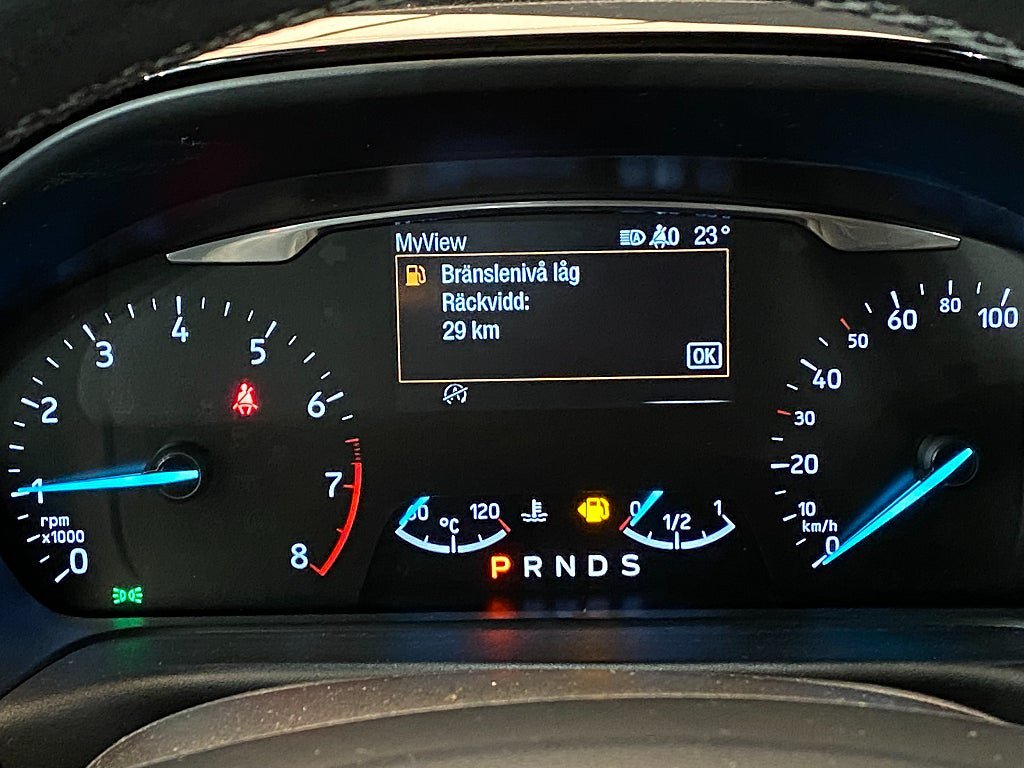 MyView 0 23°
Bränslenivå låg
Räckvidd:
29 km
OK
0 1 2 3 4 5 6 7 8
rpm
x1000
60 °C 120
0 1/2 1
P R N D S
0 10 20 30 40 50 60 80 100
km/h